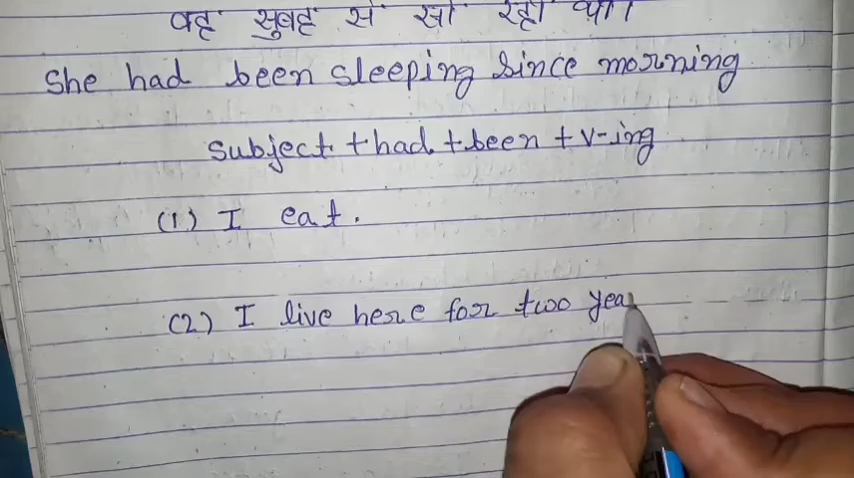 वह सुबह से सो रही थी।
She had been sleeping since morning
Subject + had + been + v-ing
(1) I eat.
(2) I live here for two yea